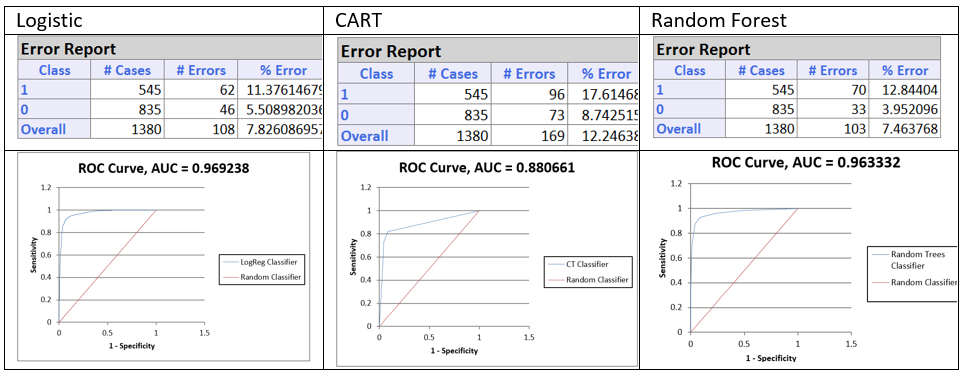 Logistic
Error Report
Class # Cases # Errors % Error
1 545 62 11.37614679
0 835 46 5.508982036
Overall 1380 108 7.826086957
ROC Curve, AUC = 0.969238
1.2
1
0.8
0.6
0.4
0.2
0
Sensitivity
0 0.5 1 1.5
1 - Specificity
LogReg Classifier
Random Classifier
CART
Error Report
Class # Cases # Errors % Error
1 545 96 17.61468
0 835 73 8.742515
Overall 1380 169 12.24638
ROC Curve, AUC = 0.880661
1.2
1
0.8
0.6
0.4
0.2
0
Sensitivity
0 0.5 1 1.5
1 - Specificity
CT Classifier
Random Classifier
Random Forest
Error Report
Class # Cases # Errors % Error
1 545 70 12.84404
0 835 33 3.952096
Overall 1380 103 7.463768
ROC Curve, AUC = 0.963332
1.2
1
0.8
0.6
0.4
0.2
0
Sensitivity
0 0.5 1 1.5
1 - Specificity
Random Trees
Classifier
Random Classifier